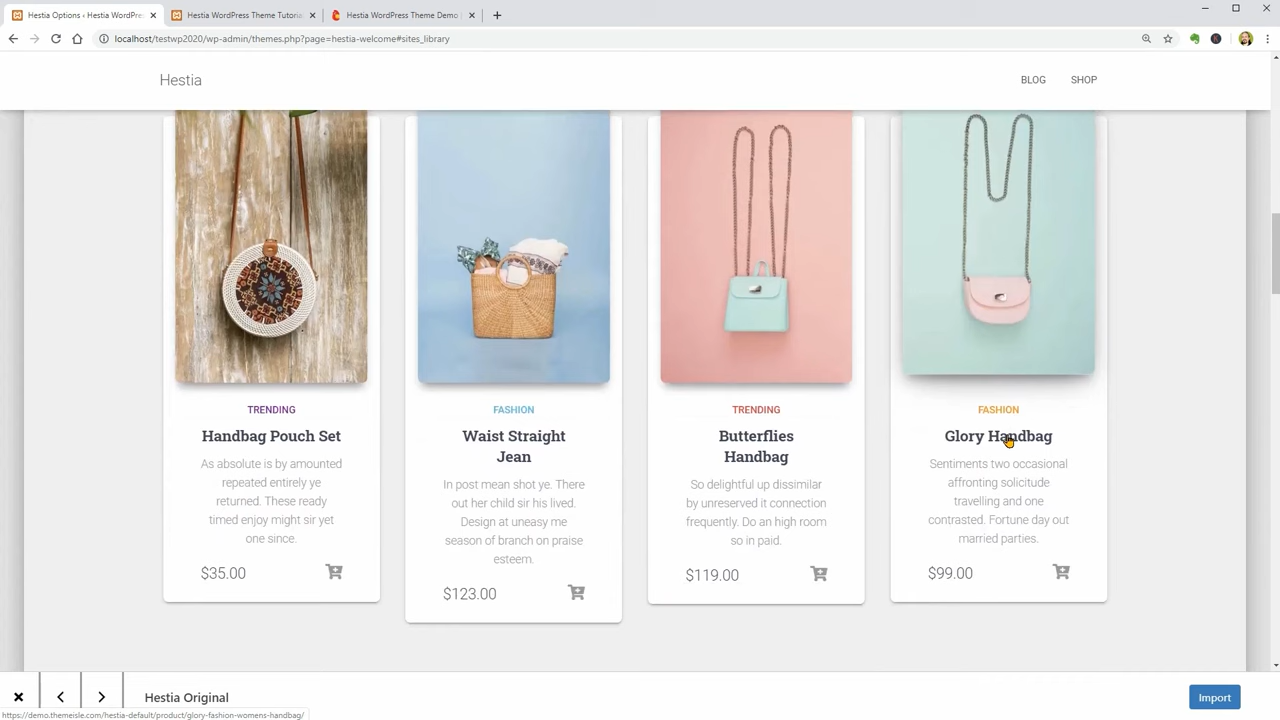 Hestia Options ‹ Hestia WordPre
Hestia WordPress Theme Tutoria
Hestia WordPress Theme Demo |
localhost/testwp2020/wp-admin/themes.php?page=hestia-welcome#sites_library
Hestia
BLOG
SHOP
TRENDING
Handbag Pouch Set
As absolute is by amounted
repeated entirely ye
returned. These ready
timed enjoy might sir yet
one since.
$35.00
FASHION
Waist Straight
Jean
In post mean shot ye. There
out her child sir his lived.
Design at uneasy me
season of branch on praise
esteem.
$123.00
TRENDING
Butterflies
Handbag
So delightful up dissimilar
by unreserved it connection
frequently. Do an high room
so in paid.
$119.00
FASHION
Glory Handbag
Sentiments two occasional
affronting solicitude
travelling and one
contrasted. Fortune day out
married parties.
$99.00
Hestia Original
Import
https://demo.themeisle.com/hestia-default/product/glory-fashion-womens-handbag/